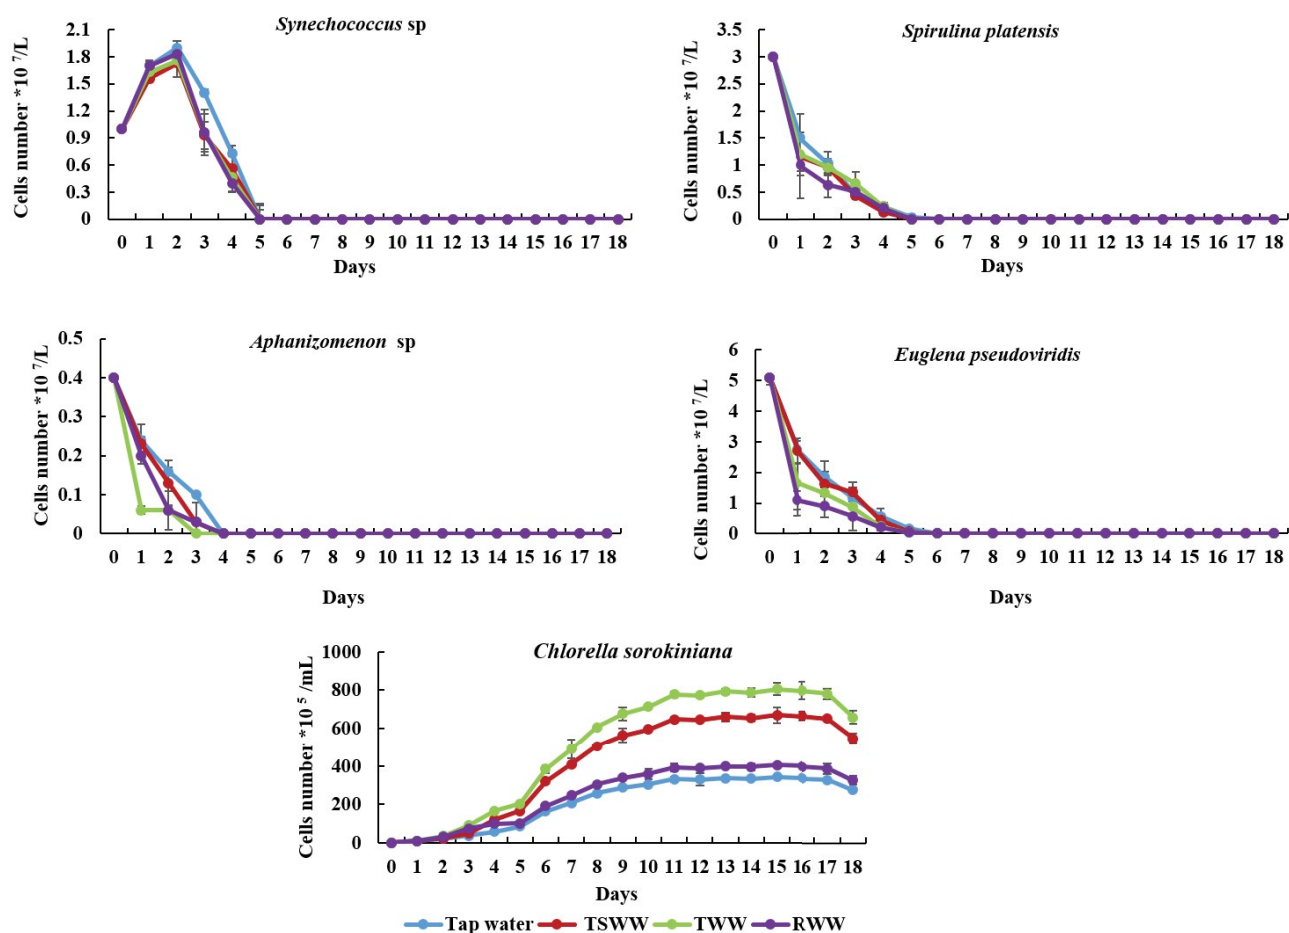 Synechococcus sp
Cells number *10 7/L
2.1
1.8
1.5
1.2
0.9
0.6
0.3
0
0 1 2 3 4 5 6 7 8 9 10 11 12 13 14 15 16 17 18
Days
Spirulina platensis
Cells number *10 7/L
3.5
3
2.5
2
1.5
1
0.5
0
0 1 2 3 4 5 6 7 8 9 10 11 12 13 14 15 16 17 18
Days
Aphanizomenon sp
Cells number *10 7/L
0.5
0.4
0.3
0.2
0.1
0
0 1 2 3 4 5 6 7 8 9 10 11 12 13 14 15 16 17 18
Days
Euglena pseudoviridis
Cells number *10 7/L
6
5
4
3
2
1
0
0 1 2 3 4 5 6 7 8 9 10 11 12 13 14 15 16 17 18
Days
Chlorella sorokiniana
Cells number *10 5 /mL
1000
800
600
400
200
0
0 1 2 3 4 5 6 7 8 9 10 11 12 13 14 15 16 17 18
Days
Tap water TSWW TWW RWW